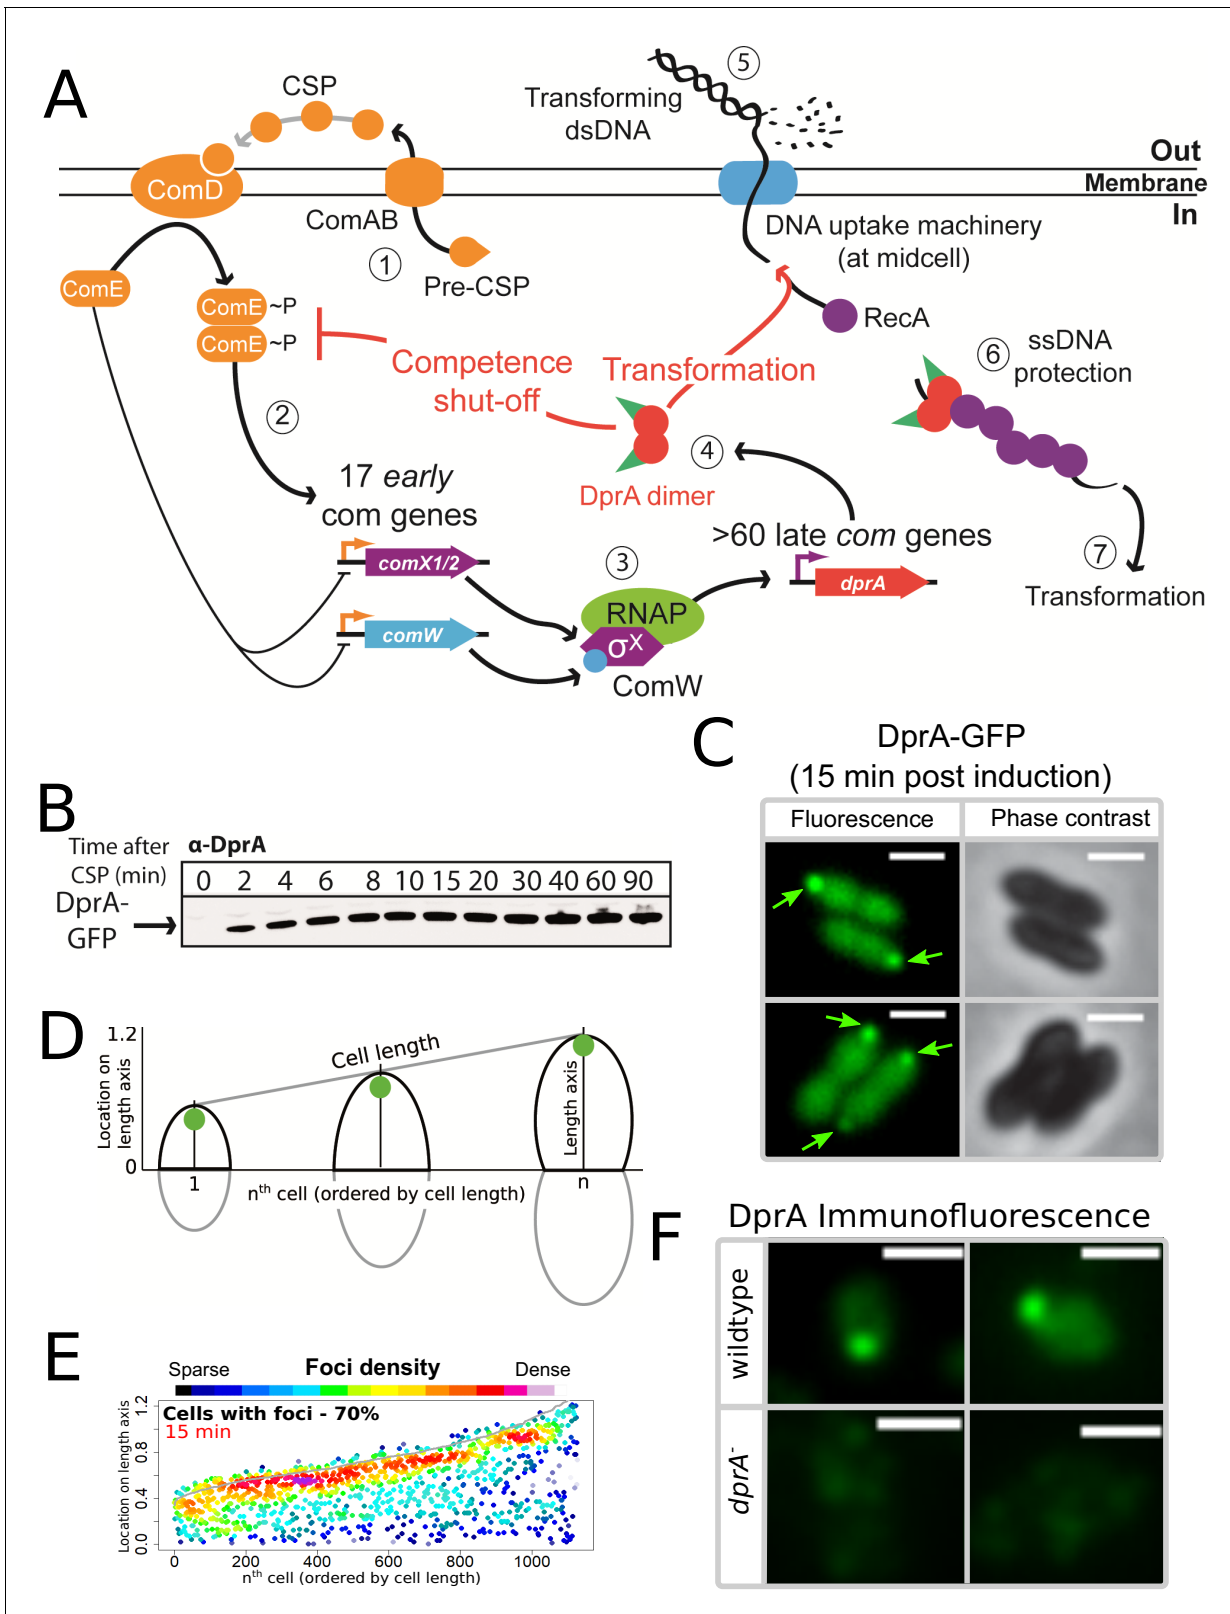 A
CSP
Transforming
dsDNA
5
Out
Membrane
In
ComD
ComAB
1
Pre-CSP
DNA uptake machinery
(at midcell)
ComE
ComE ~P
ComE ~P
RecA
6
ssDNA
protection
Competence
shut-off
Transformation
2
4
DprA dimer
17 early
com genes
>60 late com genes
comX1/2
3
RNAP
dprA
7
Transformation
comW
σX
ComW
B
Time after
CSP (min)
α-DprA
0 2 4 6 8 10 15 20 30 40 60 90
DprA-
GFP
C
DprA-GFP
(15 min post induction)
Fluorescence
Phase contrast
D
1.2
Location on
length axis
0
Cell length
Length axis
1
nth cell (ordered by cell length)
n
E
Sparse
Foci density
Dense
Cells with foci - 70%
15 min
Location on length axis
1.2
0.8
0.4
0.0
0 200 400 600 800 1000
nth cell (ordered by cell length)
F
DprA Immunofluorescence
wildtype
dprA-